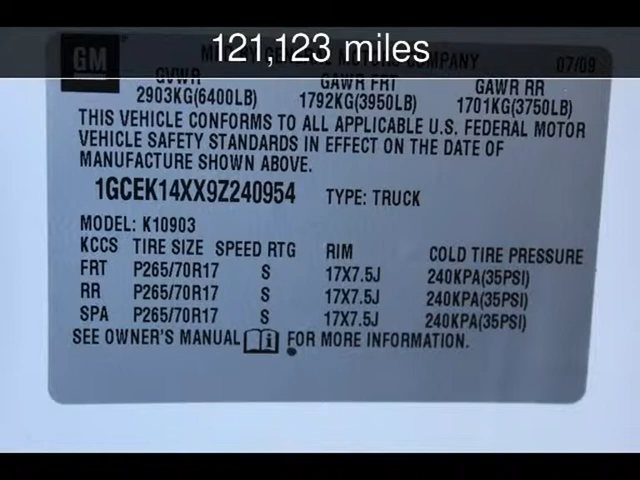 121,123 miles
GM
MOTORS COMPANY 07/09
GVWR GAWR FRT GAWR RR
2903KG(6400LB) 1792KG(3950LB) 1701KG(3750LB)
THIS VEHICLE CONFORMS TO ALL APPLICABLE U.S. FEDERAL MOTOR
VEHICLE SAFETY STANDARDS IN EFFECT ON THE DATE OF
MANUFACTURE SHOWN ABOVE.
1GCEK14XX9Z240954 TYPE: TRUCK
MODEL: K10903
KCCS TIRE SIZE SPEED RTG RIM COLD TIRE PRESSURE
FRT P265/70R17 S 17X7.5J 240KPA(35PSI)
RR P265/70R17 S 17X7.5J 240KPA(35PSI)
SPA P265/70R17 S 17X7.5J 240KPA(35PSI)
SEE OWNER'S MANUAL FOR MORE INFORMATION.